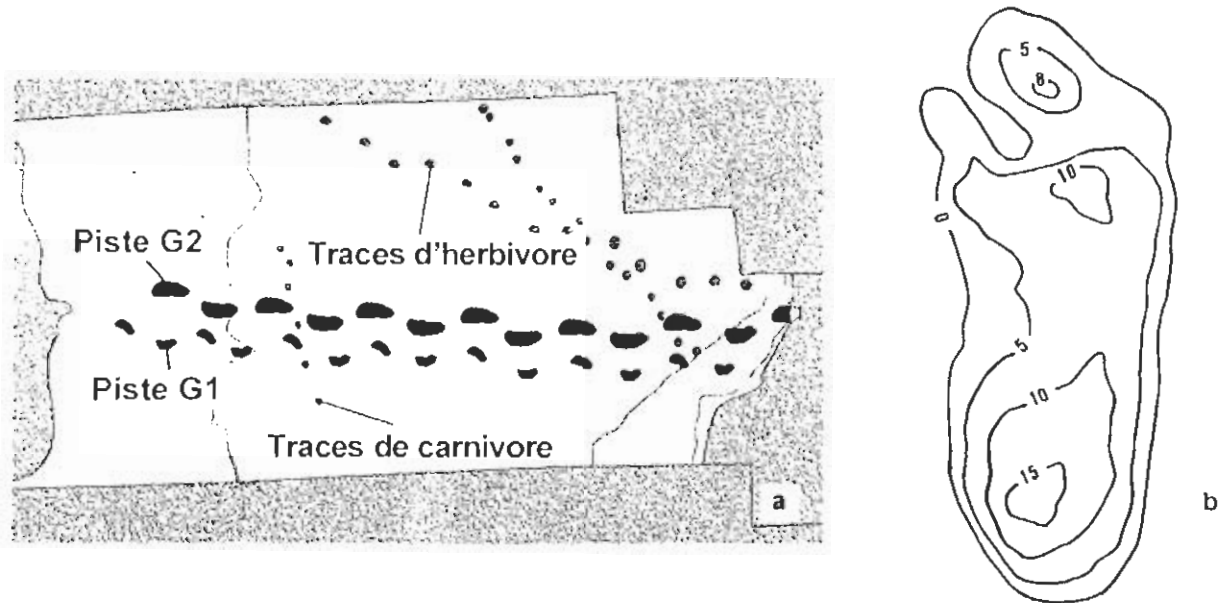 Piste G2
Traces d'herbivore
Piste G1
Traces de carnivore
a
5
8
10
0
5
10
15
b